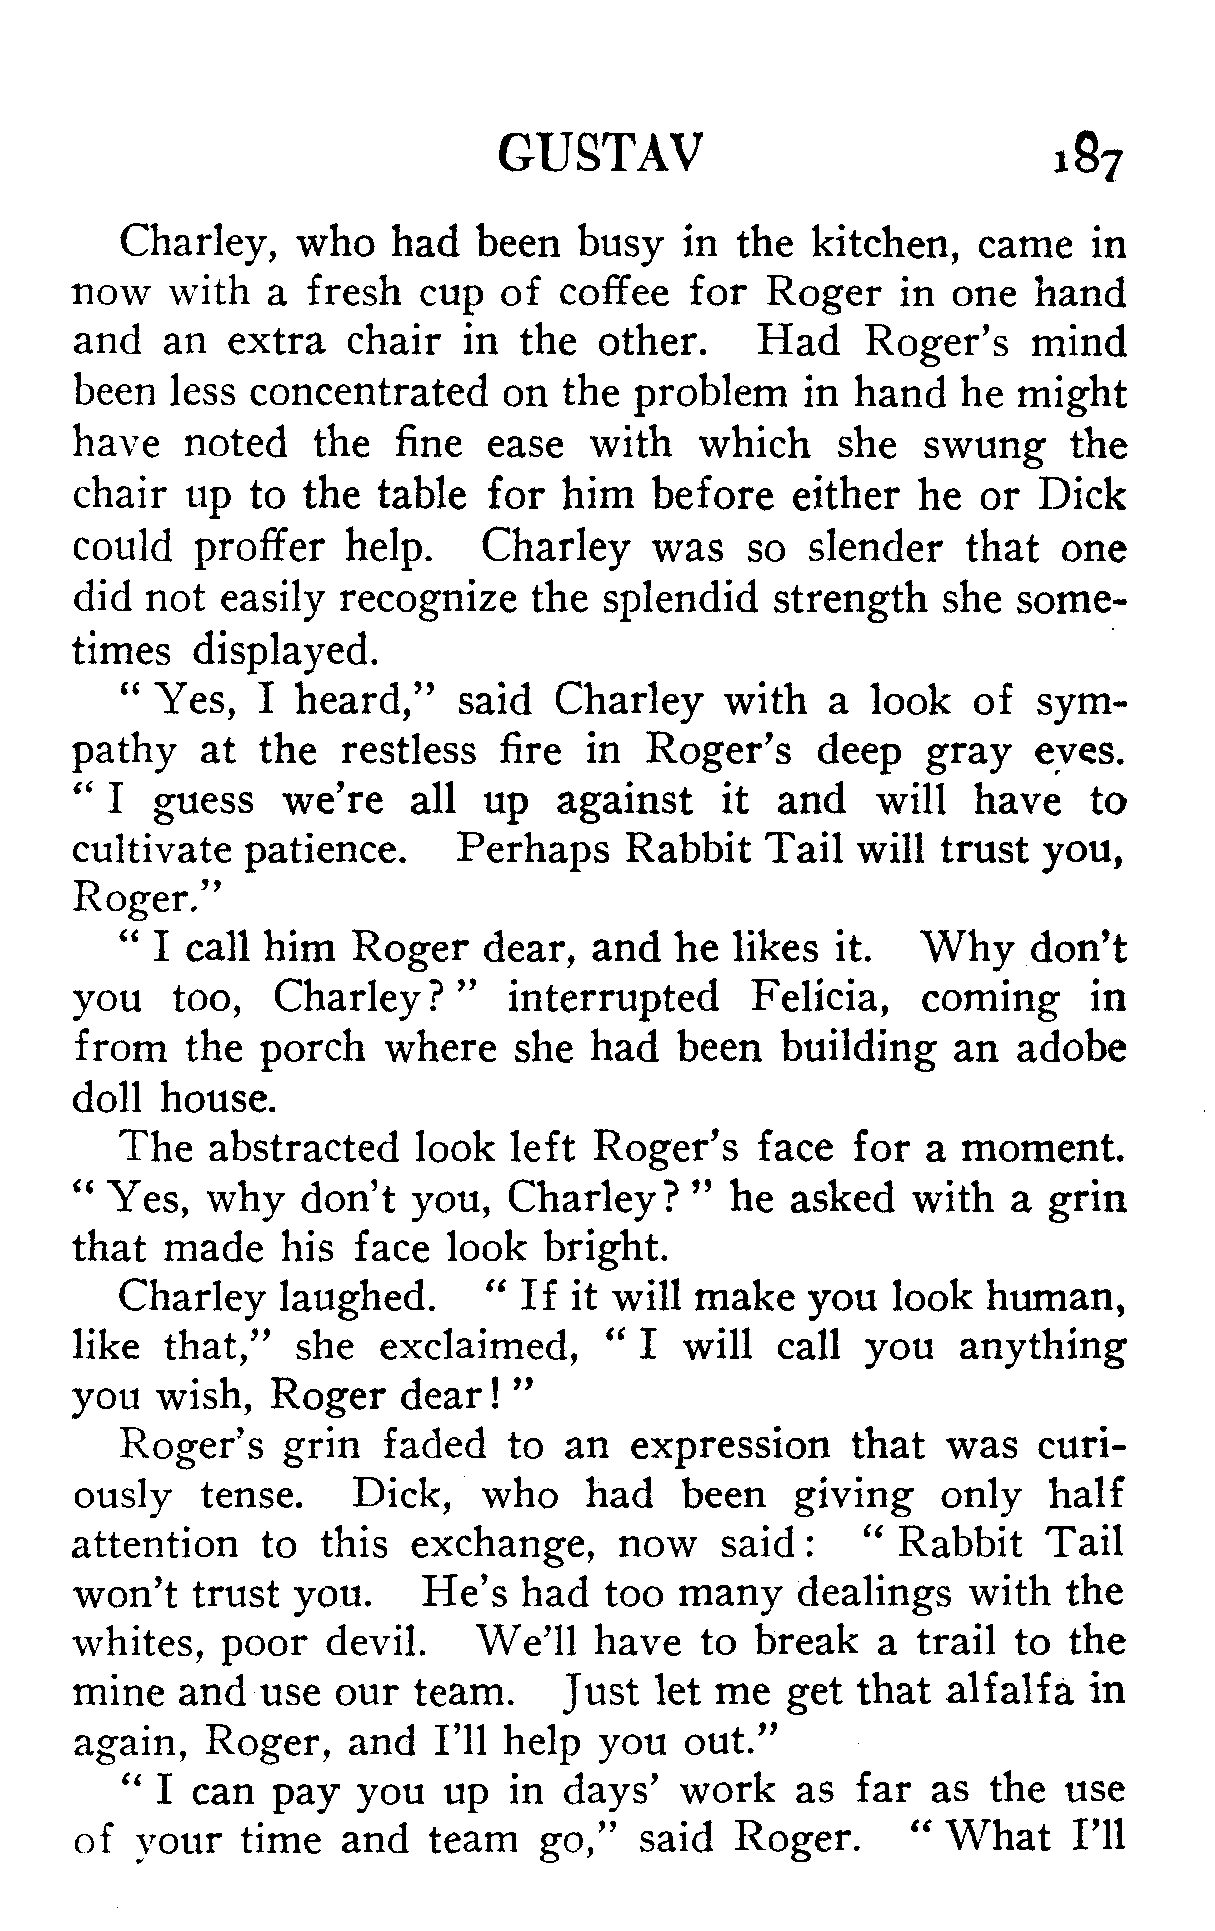 GUSTAV 187
Charley, who had been busy in the kitchen, came in
now with a fresh cup of coffee for Roger in one hand
and an extra chair in the other. Had Roger's mind
been less concentrated on the problem in hand he might
have noted the fine ease with which she swung the
chair up to the table for him before either he or Dick
could proffer help. Charley was so slender that one
did not easily recognize the splendid strength she some-
times displayed.
" Yes, I heard," said Charley with a look of sym-
pathy at the restless fire in Roger's deep gray eyes.
" I guess we're all up against it and will have to
cultivate patience. Perhaps Rabbit Tail will trust you,
Roger."
" I call him Roger dear, and he likes it. Why don't
you too, Charley? " interrupted Felicia, coming in
from the porch where she had been building an adobe
doll house.
The abstracted look left Roger's face for a moment.
" Yes, why don't you, Charley? " he asked with a grin
that made his face look bright.
Charley laughed. " If it will make you look human,
like that," she exclaimed, " I will call you anything
you wish, Roger dear! "
Roger's grin faded to an expression that was curi-
ously tense. Dick, who had been giving only half
attention to this exchange, now said: " Rabbit Tail
won't trust you. He's had too many dealings with the
whites, poor devil. We'll have to break a trail to the
mine and use our team. Just let me get that alfalfa in
again, Roger, and I'll help you out."
" I can pay you up in days' work as far as the use
of your time and team go," said Roger. " What I'll